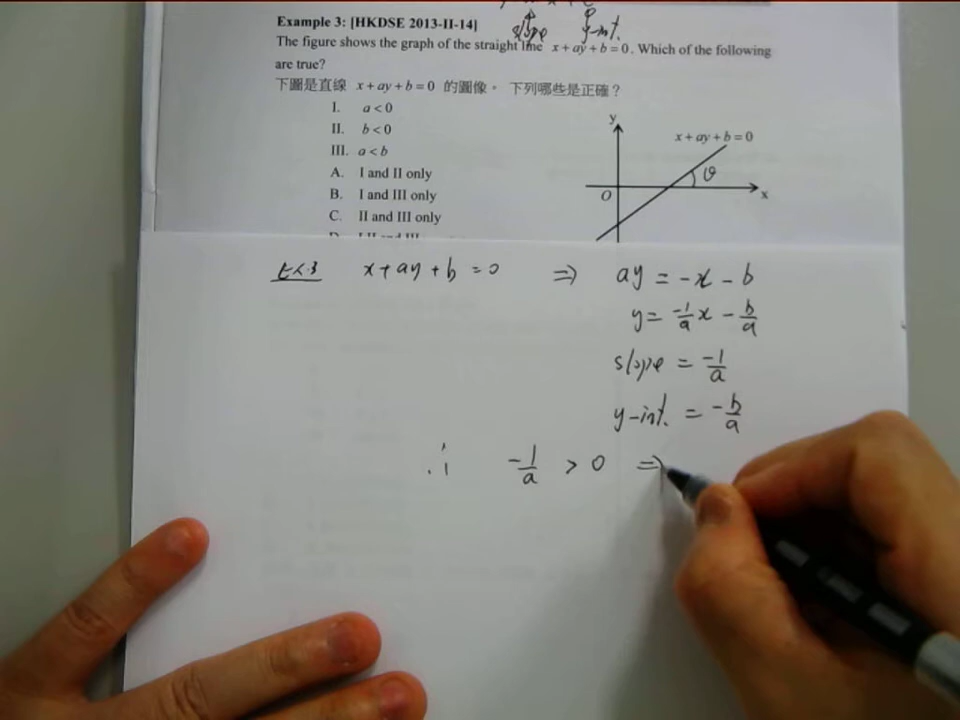 slope y-int.
Example 3: [HKDSE 2013-II-14]
The figure shows the graph of the straight line x + ay + b = 0. Which of the following
are true?
下圖是直線 x + ay + b = 0 的圖像。 下列哪些是正確?
I. a < 0
II. b < 0
III. a < b
A. I and II only
B. I and III only
C. II and III only
y
x + ay + b = 0
θ
O
x
Ex.3 x + ay + b = 0 ⇒ ay = -x - b
y = -1/a x - b/a
slope = -1/a
y-int. = -b/a
∴ -1/a > 0 ⇒